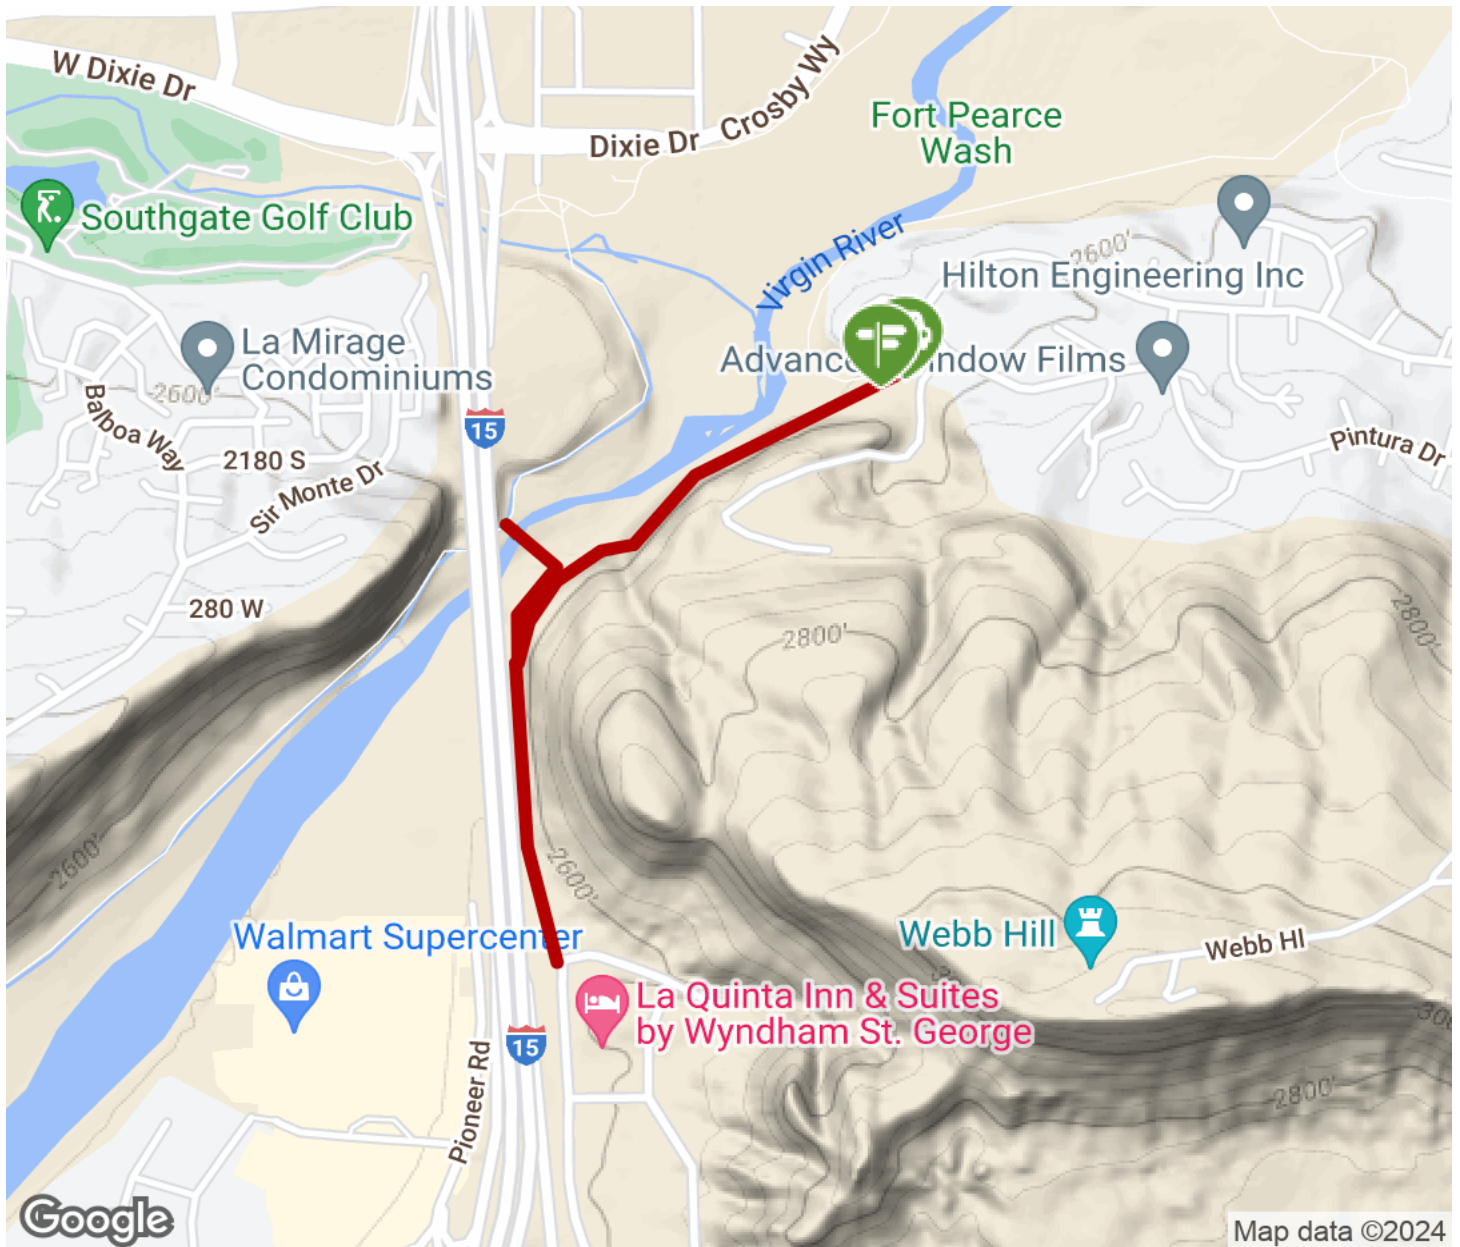 W Dixie Dr
Dixie Dr
Crosby Wy
Fort Pearce
Wash
Southgate Golf Club
Virgin River
2600'
Hilton Engineering Inc
La Mirage
Condominiums
2600'
15
Balboa Way
2180 S
Sir Monte Dr
Pintura Dr
280 W
2800'
2800'
2600'
2600'
Walmart Supercenter
Webb Hill
Webb Hl
La Quinta Inn & Suites
by Wyndham St. George
15
Pioneer Rd
2800'
Google
Map data ©2024